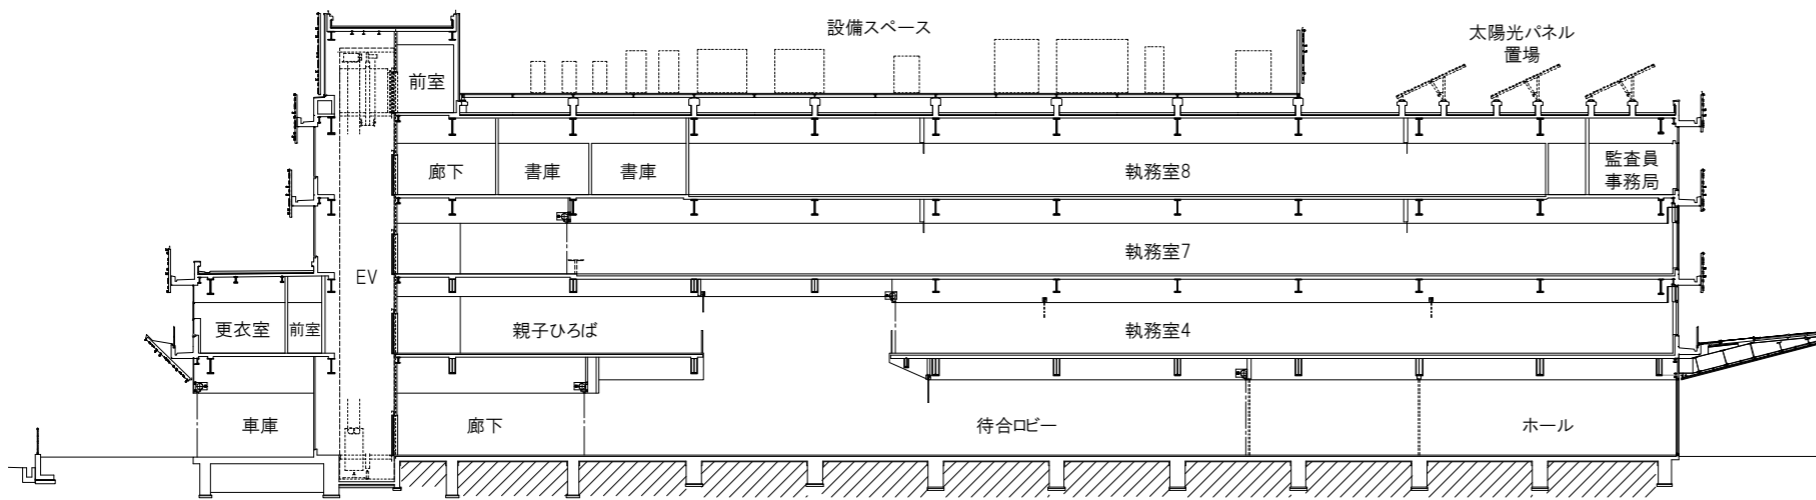 設備スペース
太陽光パネル
置場
前室
廊下
書庫
書庫
執務室8
監査員
事務局
執務室7
EV
更衣室
前室
親子ひろば
執務室4
車庫
廊下
待合ロビー
ホール